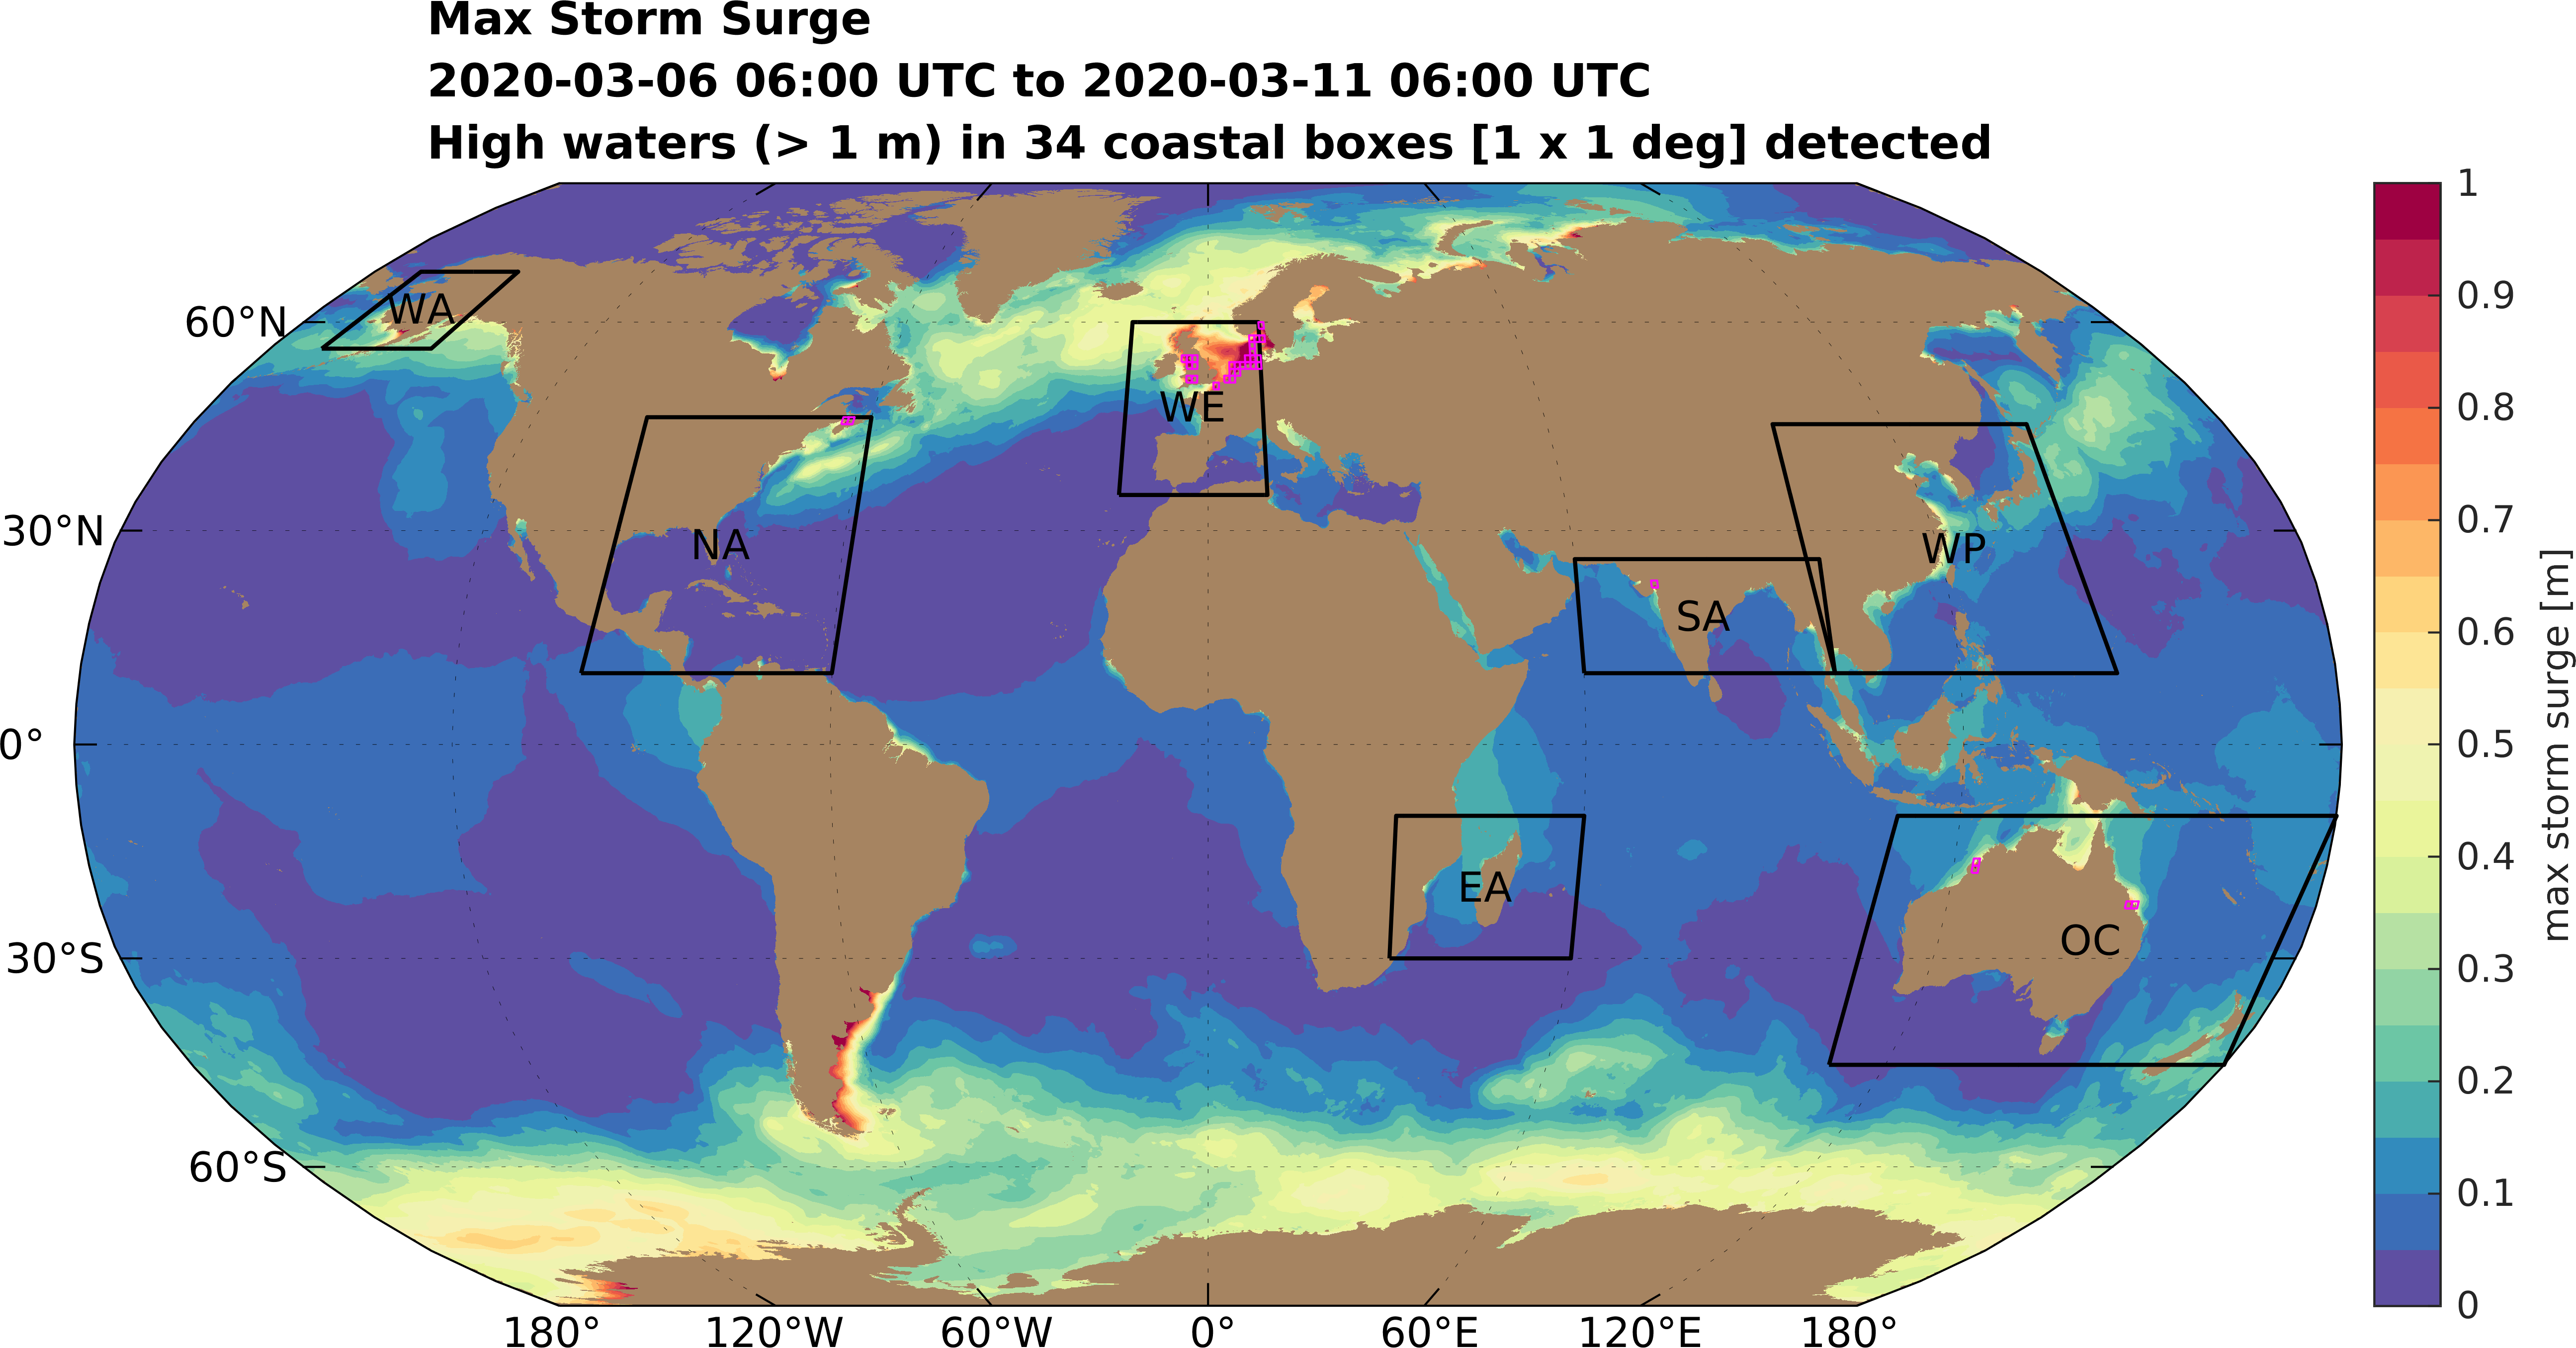 Max Storm Surge
2020-03-06 06:00 UTC to 2020-03-11 06:00 UTC
High waters (> 1 m) in 34 coastal boxes [1 x 1 deg] detected
60°N
30°N
0°
30°S
60°S
WA
NA
WE
SA
WP
EA
OC
180°
120°W
60°W
0°
60°E
120°E
180°
1
0.9
0.8
0.7
0.6
0.5
0.4
0.3
0.2
0.1
0
max storm surge [m]